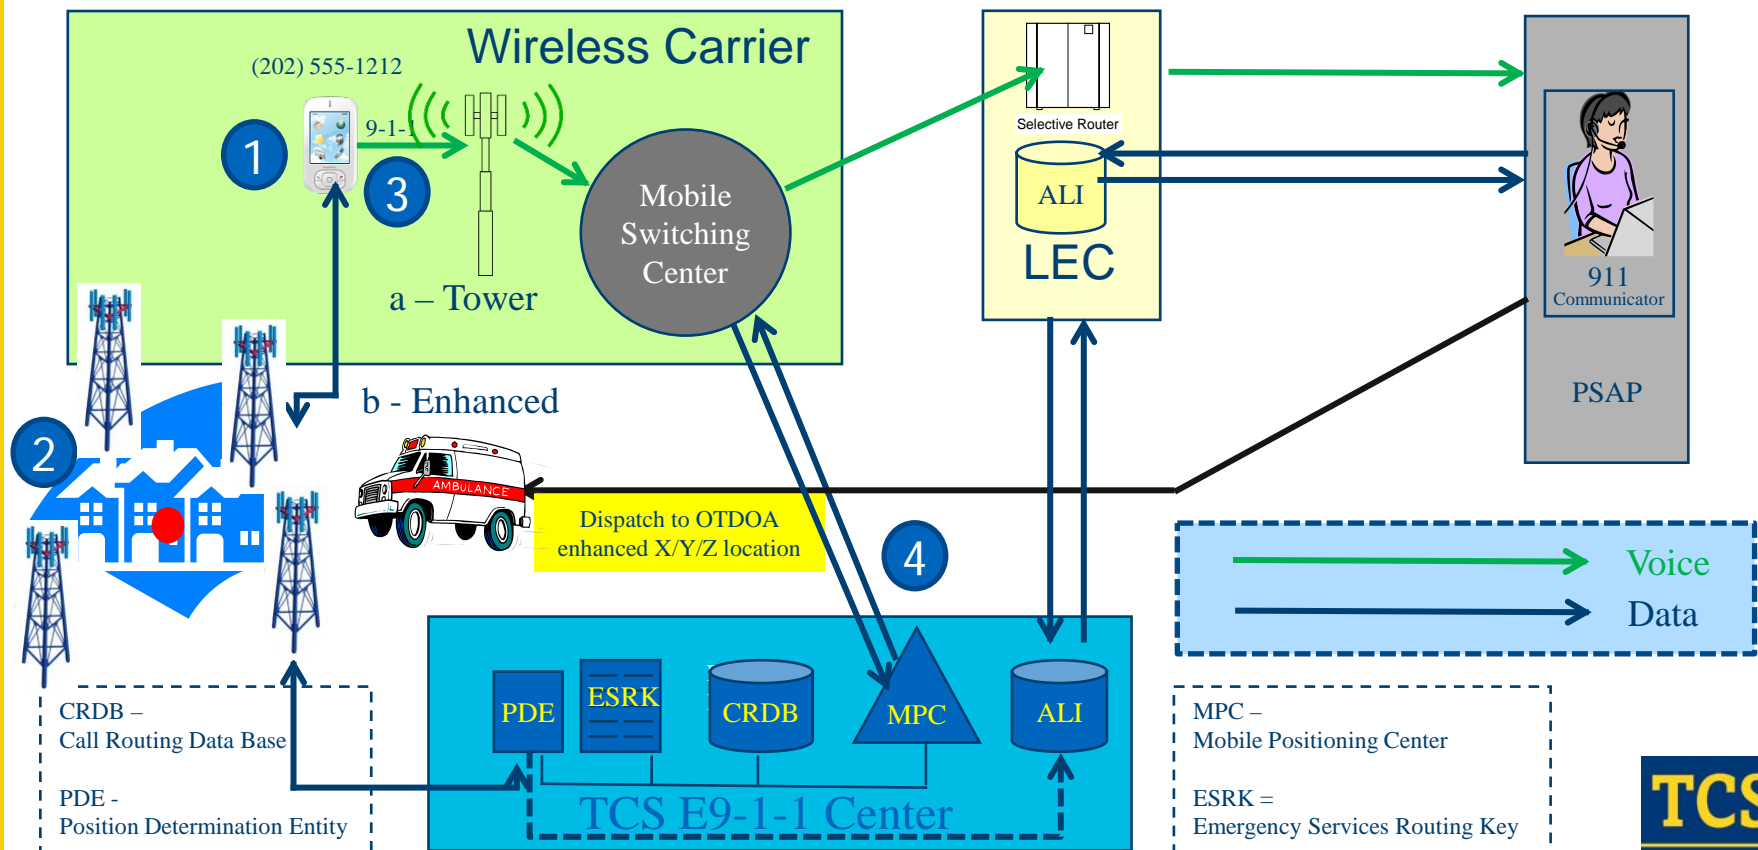 Wireless Carrier
(202) 555-1212
9-1-1
1
3
a – Tower
Mobile
Switching
Center
Selective Router
ALI
LEC
911
Communicator
PSAP
2
b - Enhanced
AMBULANCE
Dispatch to OTDOA
enhanced X/Y/Z location
4
Voice
Data
PDE
ESRK
CRDB
MPC
ALI
TCS E9-1-1 Center
CRDB –
Call Routing Data Base
PDE -
Position Determination Entity
MPC –
Mobile Positioning Center
ESRK =
Emergency Services Routing Key
TCS